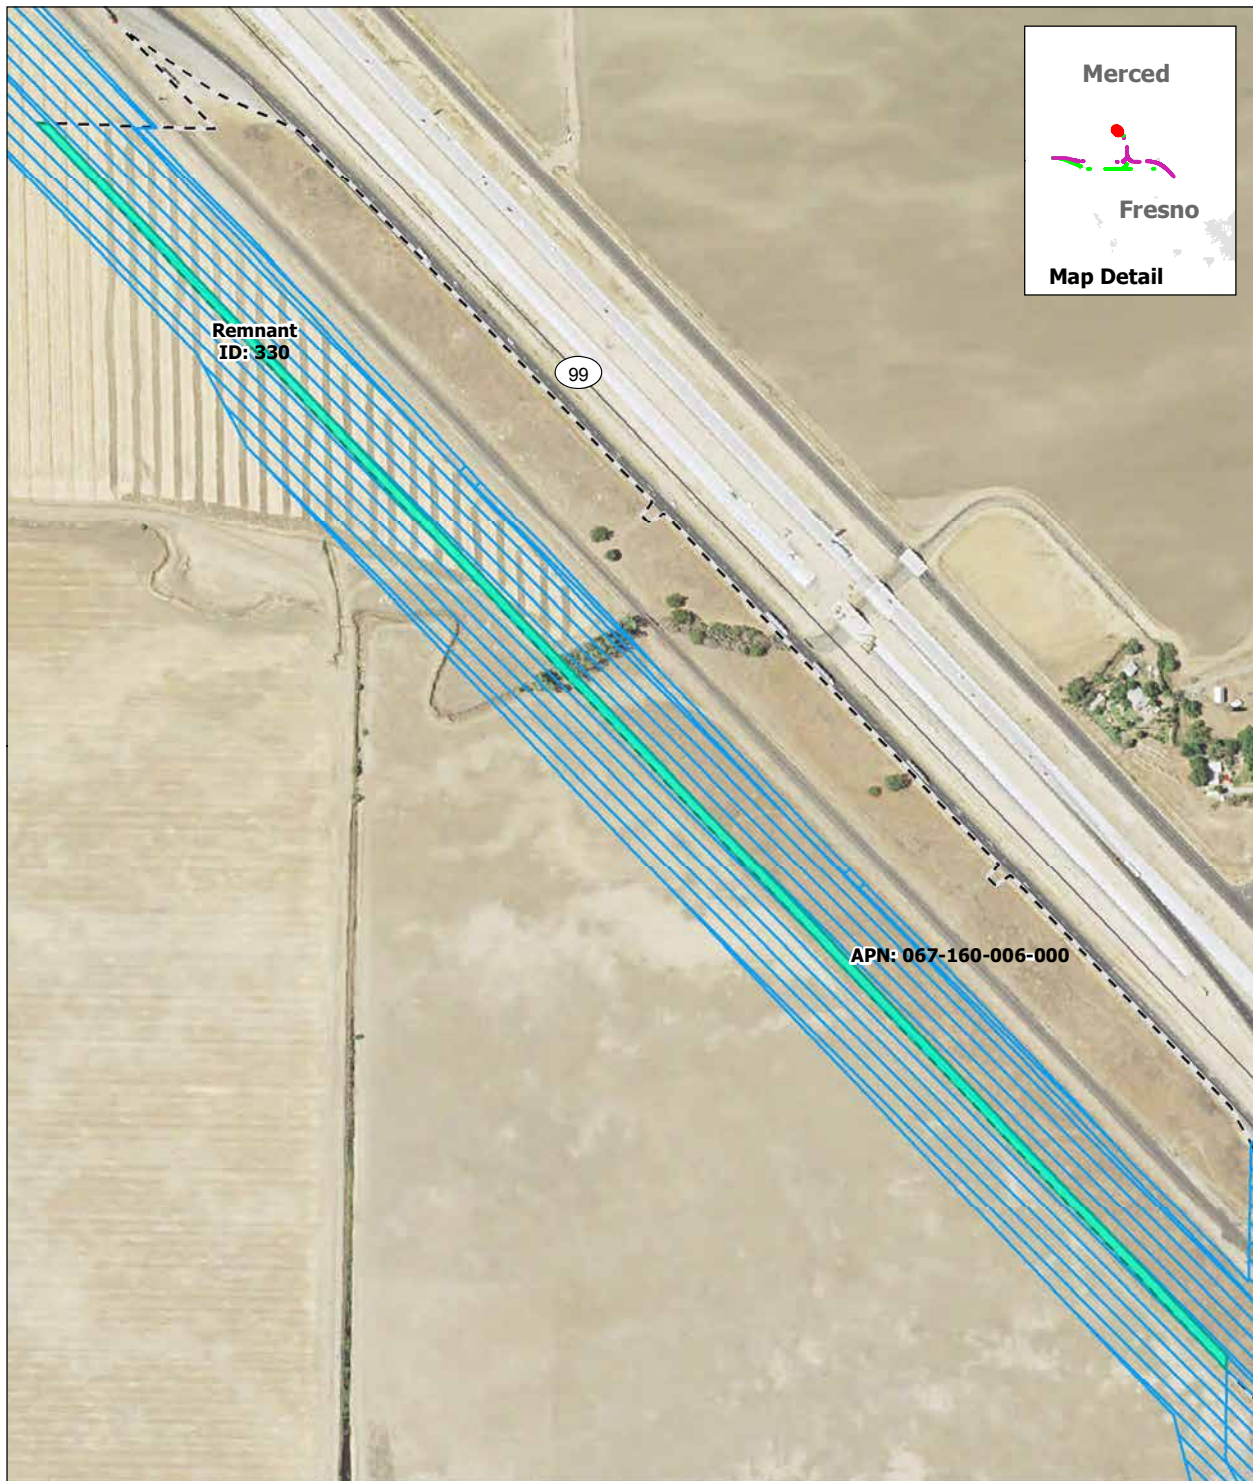 Merced
Fresno
Map Detail
Remnant
ID: 330
99
APN: 067-160-006-000